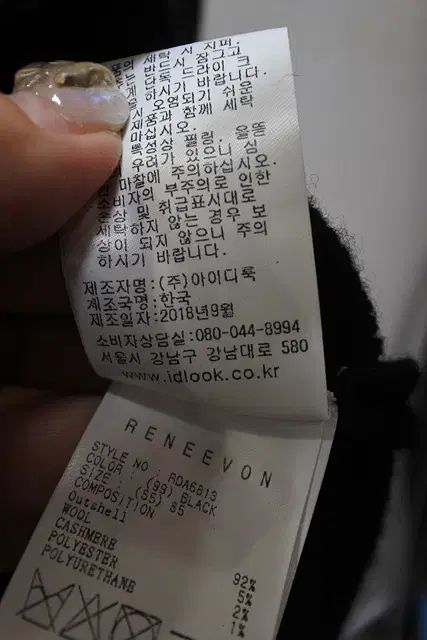 의 세탁 시 지퍼,
반드시 잠그고
단독 드라이 크
게 하시기 바랍니다.
시 오염되기 쉬운
제품과 함께 세탁
마십시오.
특성상 필링, 올뜯
우려가 있으니 심
마찰에 주의하십시오.
소비자의 부주의로 인한
손상 및 취급표시대로
세탁하지 않는 경우 보
상이 되지 않으니 주의
하시기 바랍니다.
제조자명:(주)아이디룩
제조국명:한국
제조일자:2018년9월
소비자상담실:080-044-8994
서울시 강남구 강남대로 580
www.idlook.co.kr
RENEEVON
STYLE NO : RDA6813
COLOR : (99) BLACK
SIZE : (85) 85
COMPOSITION
Outshell
WOOL 92%
CASHMERE 5%
POLYESTER 2%
POLYURETHANE 1%